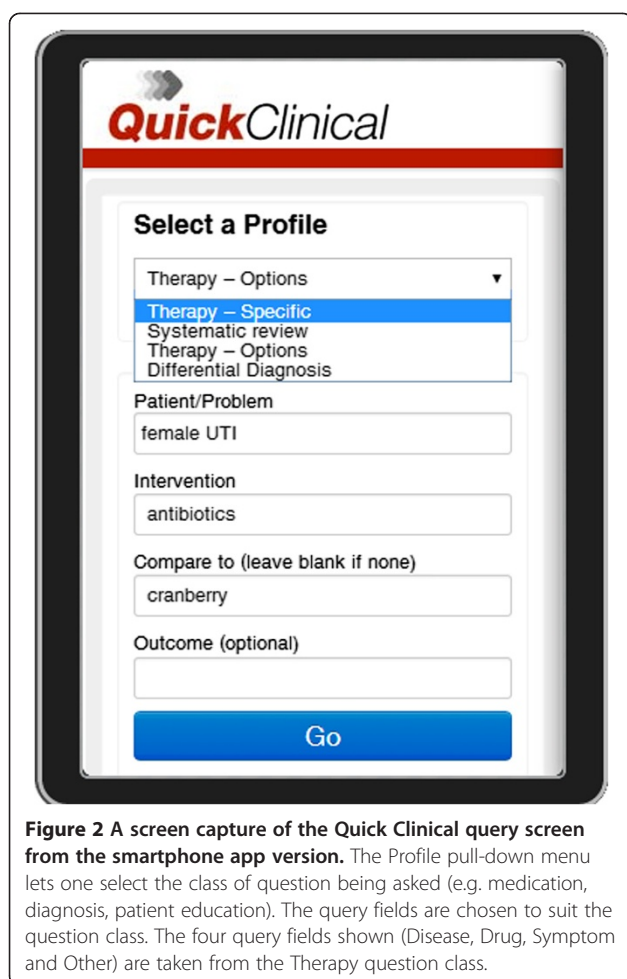 QuickClinical
Select a Profile
Therapy – Options
Therapy – Specific
Systematic review
Therapy – Options
Differential Diagnosis
Patient/Problem
female UTI
Intervention
antibiotics
Compare to (leave blank if none)
cranberry
Outcome (optional)
Go
Figure 2 A screen capture of the Quick Clinical query screen
from the smartphone app version. The Profile pull-down menu
lets one select the class of question being asked (e.g. medication,
diagnosis, patient education). The query fields are chosen to suit the
question class. The four query fields shown (Disease, Drug, Symptom
and Other) are taken from the Therapy question class.